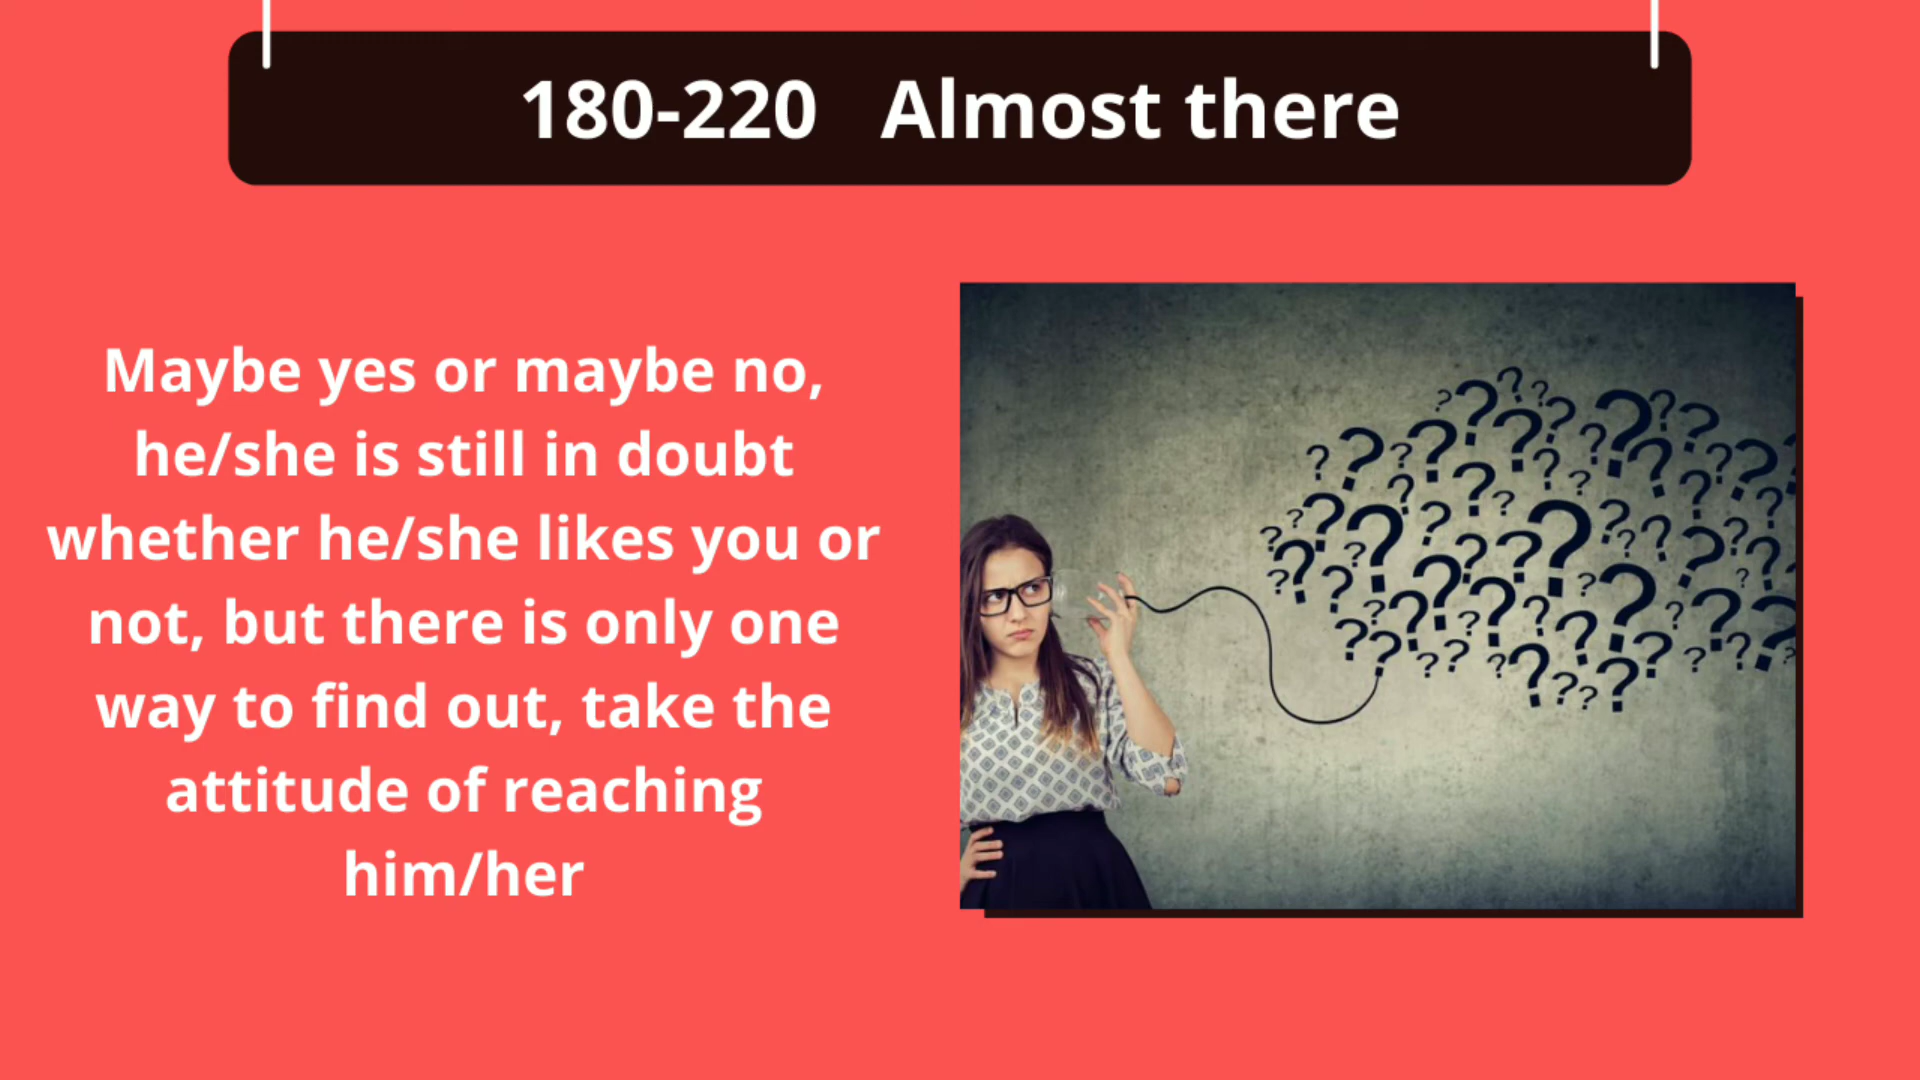 180-220 Almost there
Maybe yes or maybe no,
he/she is still in doubt
whether he/she likes you or
not, but there is only one
way to find out, take the
attitude of reaching
him/her